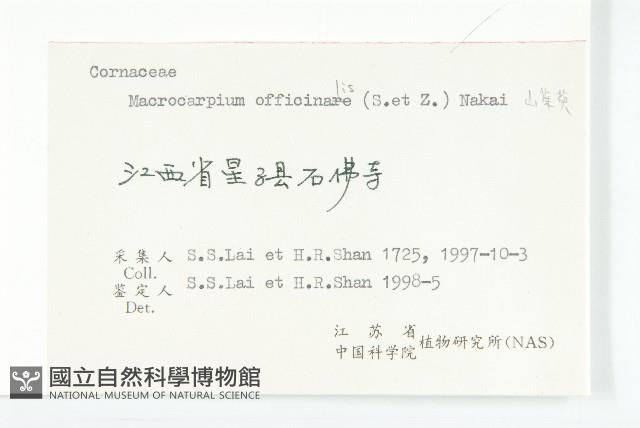 Cornaceae
Macrocarpium officinare lis (S.et Z.) Nakai 山茱萸
江西省星子县石佛寺
采集人 S.S.Lai et H.R.Shan 1725, 1997-10-3
Coll.
鉴定人 S.S.Lai et H.R.Shan 1998-5
Det.
江苏省
中国科学院 植物研究所(NAS)
國立自然科學博物館
NATIONAL MUSEUM OF NATURAL SCIENCE